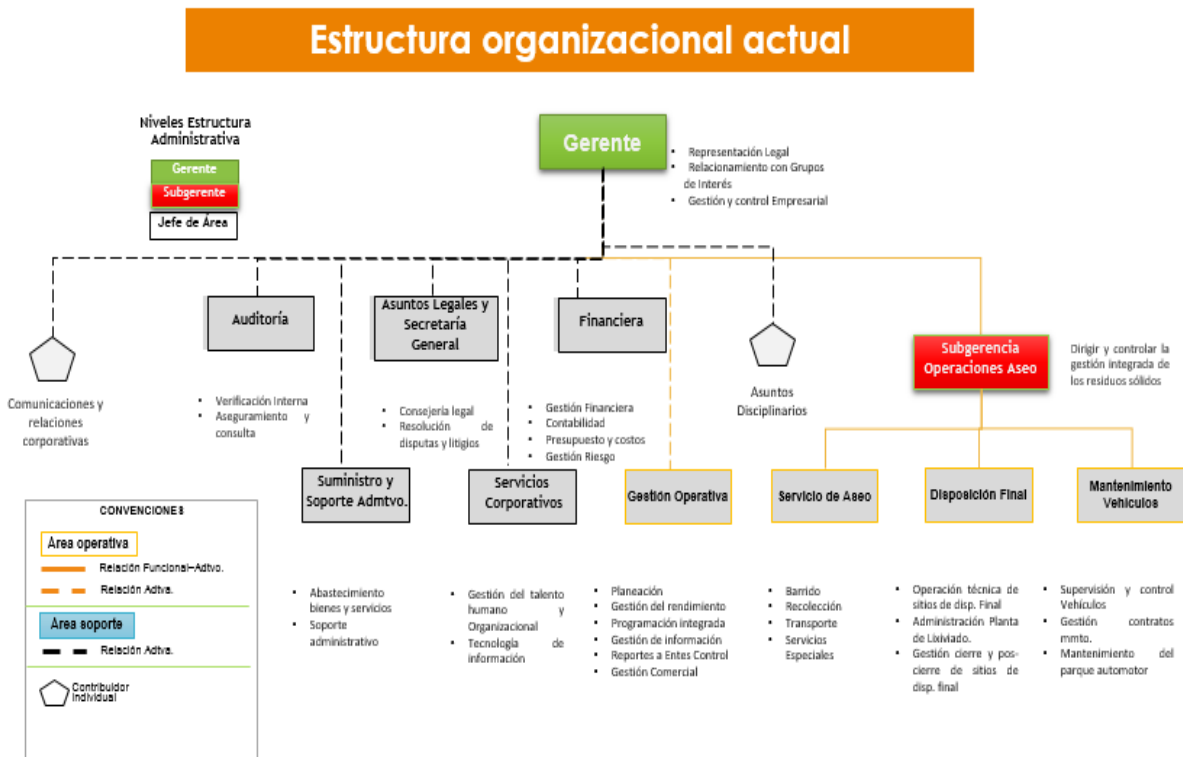 Estructura organizacional actual
Niveles Estructura
Administrativa
Gerente
Subgerente
Jefe de Área
Gerente
▪ Representación Legal
▪ Relacionamiento con Grupos
de Interés
▪ Gestión y control Empresarial
Comunicaciones y
relaciones
corporativas
Auditoría
▪ Verificación Interna
▪ Aseguramiento y
consulta
Asuntos Legales y
Secretaría
General
▪ Consejería legal
▪ Resolución de
disputas y litigios
Financiera
▪ Gestión Financiera
▪ Contabilidad
▪ Presupuesto y costos
▪ Gestión Riesgo
Asuntos
Disciplinarios
Subgerencia
Operaciones Aseo
Dirigir y controlar la
gestión integrada de
los residuos sólidos
Suministro y
Soporte Admtvo.
▪ Abastecimiento
bienes y servicios
▪ Soporte
administrativo
Servicios
Corporativos
▪ Gestión del talento
humano y
Organizacional
▪ Tecnología de
información
Gestión Operativa
▪ Planeación
▪ Gestión del rendimiento
▪ Programación integrada
▪ Gestión de información
▪ Reportes a Entes Control
▪ Gestión Comercial
Servicio de Aseo
▪ Barrido
▪ Recolección
▪ Transporte
▪ Servicios
Especiales
Disposición Final
▪ Operación técnica de
sitios de disp. Final
▪ Administración Planta
de Lixiviado.
▪ Gestión cierre y pos-
cierre de sitios de
disp. final
Mantenimiento
Vehículos
▪ Supervisión y control
Vehículos
▪ Gestión contratos
mmto.
▪ Mantenimiento del
parque automotor
CONVENCIONES
Area operativa
Relación Funcional-Adtvo.
Relación Adtva.
Area soporte
Relación Adtva.
Contribuidor
Individual